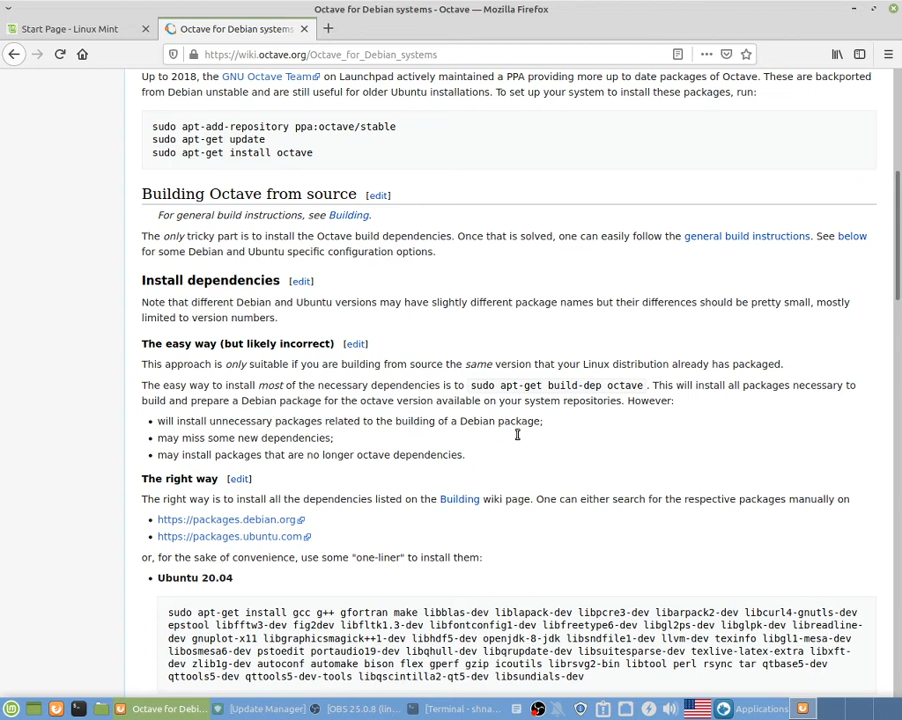 Octave for Debian systems - Octave — Mozilla Firefox
Start Page - Linux Mint
Octave for Debian systems
https://wiki.octave.org/Octave_for_Debian_systems
Up to 2018, the GNU Octave Team on Launchpad actively maintained a PPA providing more up to date packages of Octave. These are backported
from Debian unstable and are still useful for older Ubuntu installations. To set up your system to install these packages, run:
sudo apt-add-repository ppa:octave/stable
sudo apt-get update
sudo apt-get install octave
Building Octave from source [edit]
For general build instructions, see Building.
The only tricky part is to install the Octave build dependencies. Once that is solved, one can easily follow the general build instructions. See below
for some Debian and Ubuntu specific configuration options.
Install dependencies [edit]
Note that different Debian and Ubuntu versions may have slightly different package names but their differences should be pretty small, mostly
limited to version numbers.
The easy way (but likely incorrect) [edit]
This approach is only suitable if you are building from source the same version that your Linux distribution already has packaged.
The easy way to install most of the necessary dependencies is to sudo apt-get build-dep octave . This will install all packages necessary to
build and prepare a Debian package for the octave version available on your system repositories. However:
• will install unnecessary packages related to the building of a Debian package;
• may miss some new dependencies;
• may install packages that are no longer octave dependencies.
The right way [edit]
The right way is to install all the dependencies listed on the Building wiki page. One can either search for the respective packages manually on
• https://packages.debian.org
• https://packages.ubuntu.com
or, for the sake of convenience, use some "one-liner" to install them:
• Ubuntu 20.04
sudo apt-get install gcc g++ gfortran make libblas-dev liblapack-dev libpcre3-dev libarpack2-dev libcurl4-gnutls-dev
epstool libfftw3-dev fig2dev libfltk1.3-dev libfontconfig1-dev libfreetype6-dev libgl2ps-dev libglpk-dev libreadline-
dev gnuplot-x11 libgraphicsmagick++1-dev libhdf5-dev openjdk-8-jdk libsndfile1-dev llvm-dev texinfo libgl1-mesa-dev
libosmesa6-dev pstoedit portaudio19-dev libqhull-dev libqrupdate-dev libsuitesparse-dev texlive-latex-extra libxft-
dev zlib1g-dev autoconf automake bison flex gperf gzip icoutils librsvg2-bin libtool perl rsync tar qtbase5-dev
qttools5-dev qttools5-dev-tools libqscintilla2-qt5-dev libsundials-dev
Octave for Debi...
[Update Manager]
[OBS 25.0.8 (lin...
[Terminal - shna...
Applications